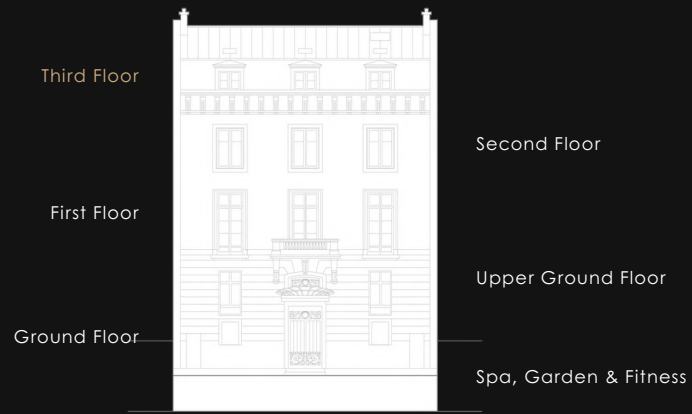 Third Floor
Second Floor
First Floor
Upper Ground Floor
Ground Floor
Spa, Garden & Fitness